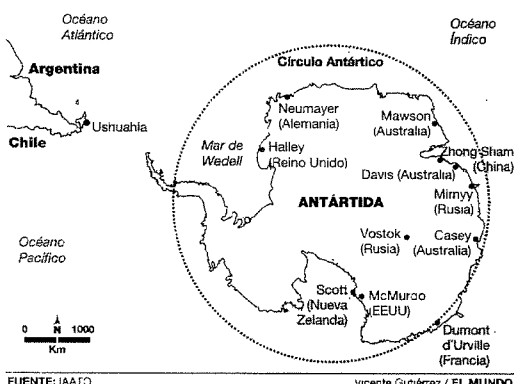 Océano
Atlántico
Océano
Índico
Argentina
Círculo Antártico
Ushuahia
Chile
Neumayer
(Alemania)
Mawson
(Australia)
Mar de
Wedell
Halley
(Reino Unido)
Zhong-Sham
(China)
Davis (Australia)
Mirnyy
(Rusia)
ANTÁRTIDA
Vostok
(Rusia)
Casey
(Australia)
Océano
Pacífico
Scott
(Nueva
Zelanda)
McMurdo
(EEUU)
Dumont
d'Urville
(Francia)
0 N 1000
Km
FUENTE: IAATO
Vicente Gutiérrez / EL MUNDO